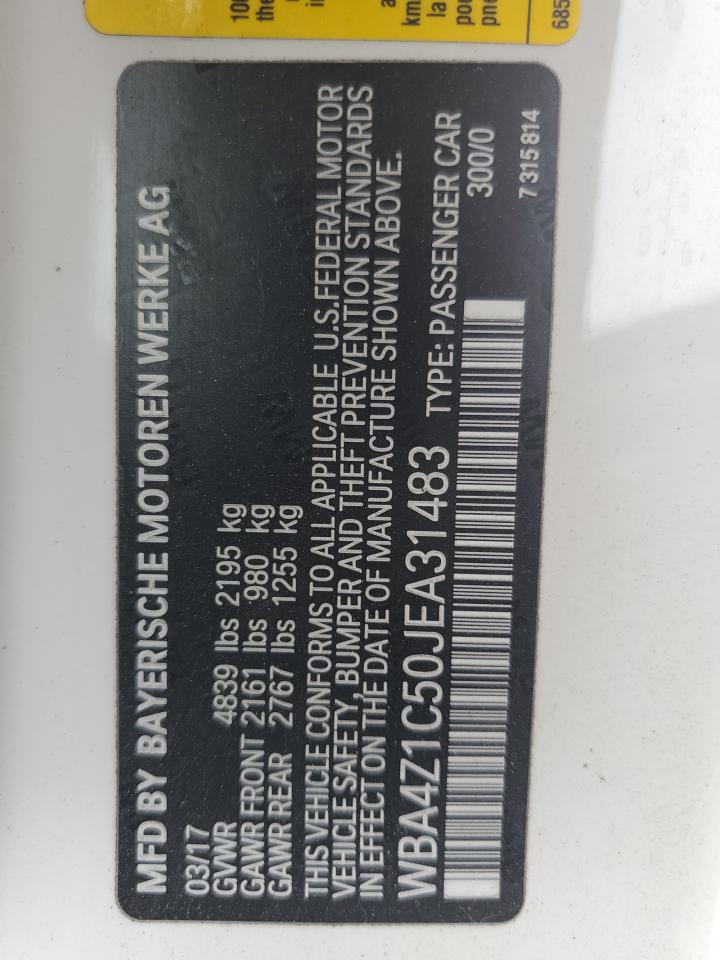 MFD BY BAYERISCHE MOTOREN WERKE AG
03/17
GVWR 4839 lbs 2195 kg
GAWR FRONT 2161 lbs 980 kg
GAWR REAR 2767 lbs 1255 kg
THIS VEHICLE CONFORMS TO ALL APPLICABLE U.S.FEDERAL MOTOR
VEHICLE SAFETY, BUMPER AND THEFT PREVENTION STANDARDS
IN EFFECT ON THE DATE OF MANUFACTURE SHOWN ABOVE.
WBA4Z1C50JEA31483 TYPE: PASSENGER CAR
300/0
7 315 814